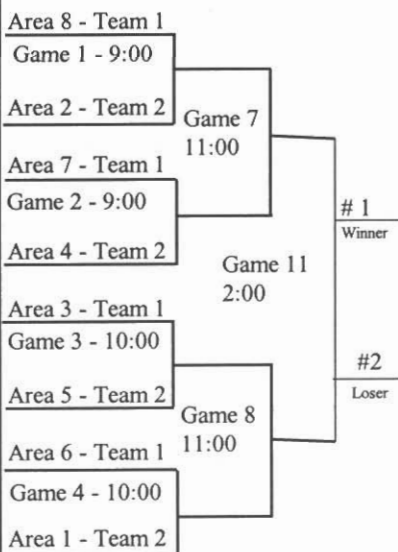 Area 8 - Team 1
Game 1 - 9:00
Area 2 - Team 2
Game 7
11:00
Area 7 - Team 1
Game 2 - 9:00
Area 4 - Team 2
# 1
Winner
Game 11
2:00
Area 3 - Team 1
Game 3 - 10:00
Area 5 - Team 2
#2
Loser
Game 8
11:00
Area 6 - Team 1
Game 4 - 10:00
Area 1 - Team 2